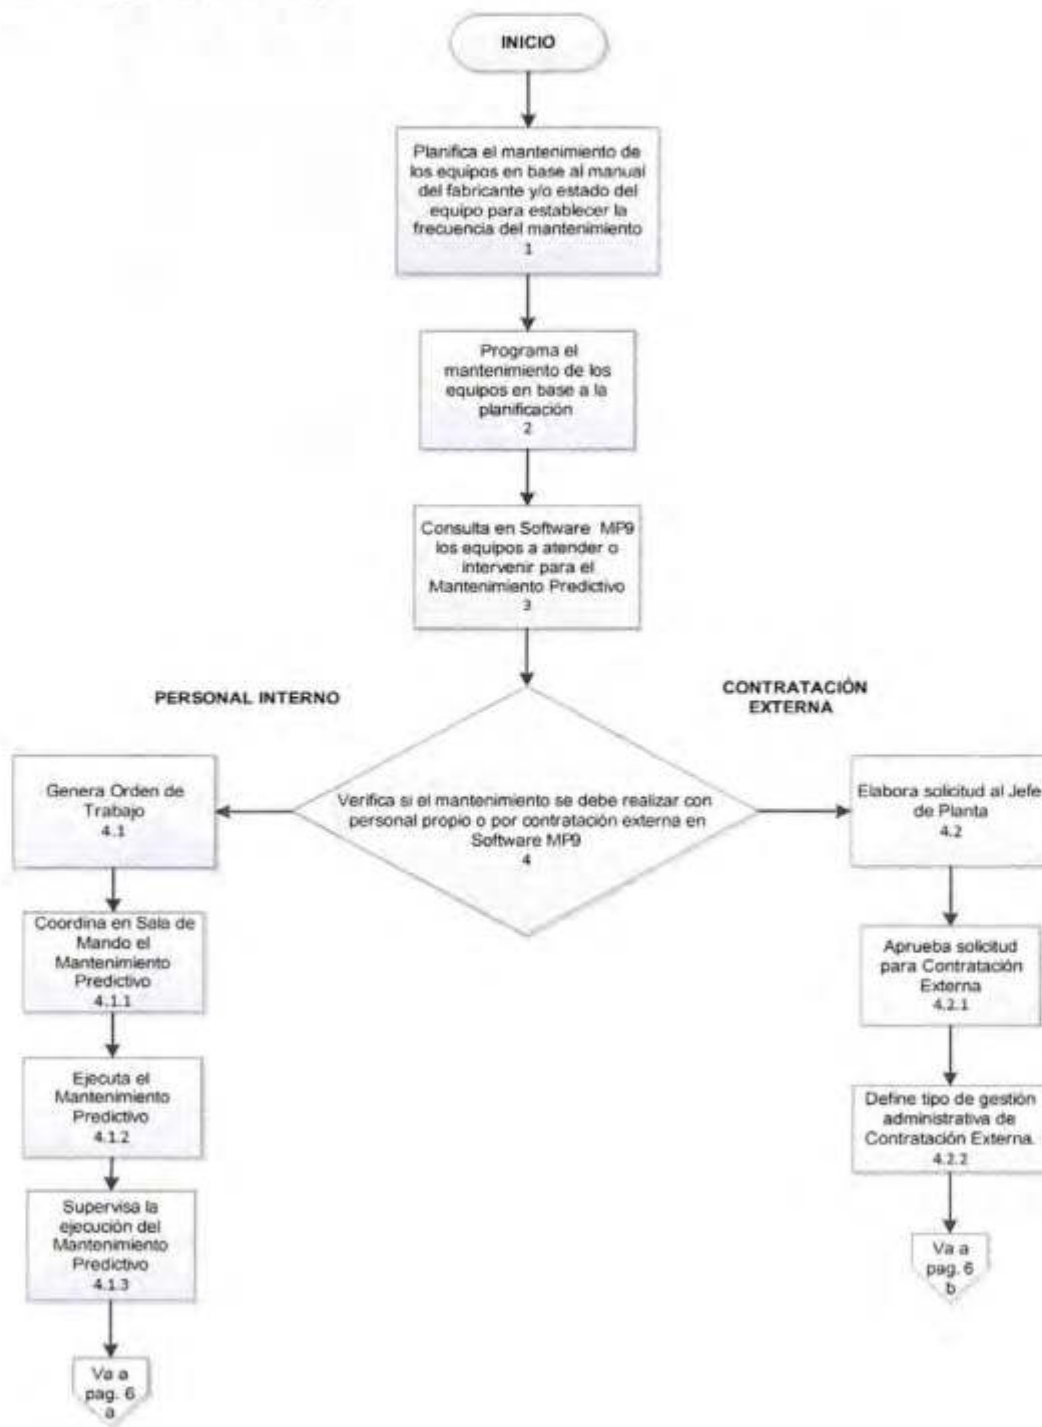 INICIO
Planifica el mantenimiento de
los equipos en base al manual
del fabricante y/o estado del
equipo para establecer la
frecuencia del mantenimiento
1
Programa el
mantenimiento de los
equipos en base a la
planificación
2
Consulta en Software MP9
los equipos a atender o
intervenir para el
Mantenimiento Predictivo
3
PERSONAL INTERNO
CONTRATACIÓN
EXTERNA
Verifica si el mantenimiento se debe realizar con
personal propio o por contratación externa en
Software MP9
4
Genera Orden de
Trabajo
4.1
Coordina en Sala de
Mando el
Mantenimiento
Predictivo
4.1.1
Ejecuta el
Mantenimiento
Predictivo
4.1.2
Supervisa la
ejecución del
Mantenimiento
Predictivo
4.1.3
Va a
pag. 6
a
Elabora solicitud al Jefe
de Planta
4.2
Aprueba solicitud
para Contratación
Externa
4.2.1
Define tipo de gestión
administrativa de
Contratación Externa.
4.2.2
Va a
pag. 6
b